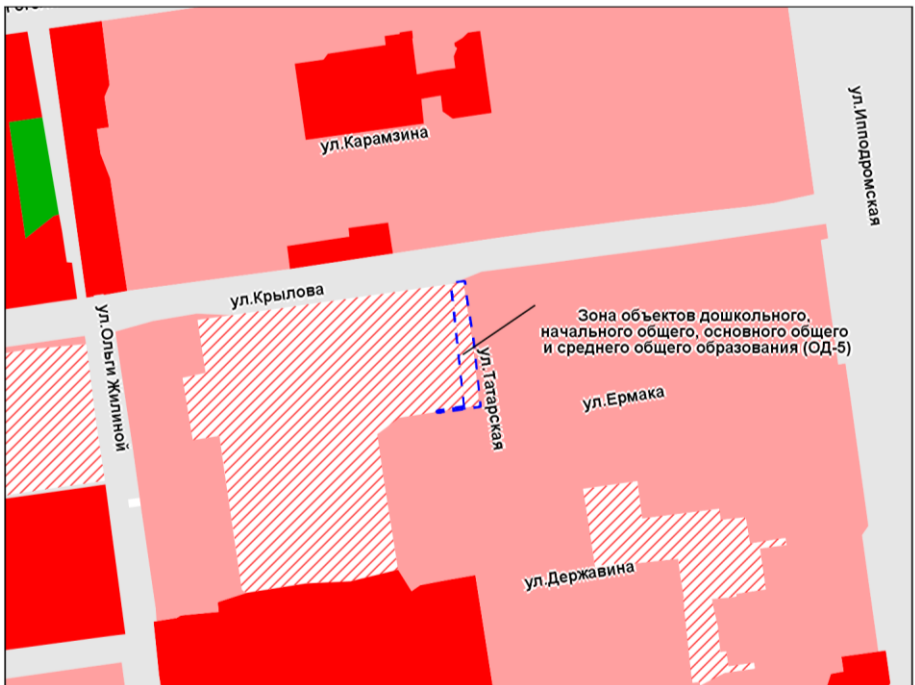 ул.Карамзина
ул.Ипподромская
ул.Крылова
ул.Ольги Жилиной
Зона объектов дошкольного,
начального общего, основного общего
и среднего общего образования (ОД-5)
ул.Татарская
ул.Ермака
ул.Державина